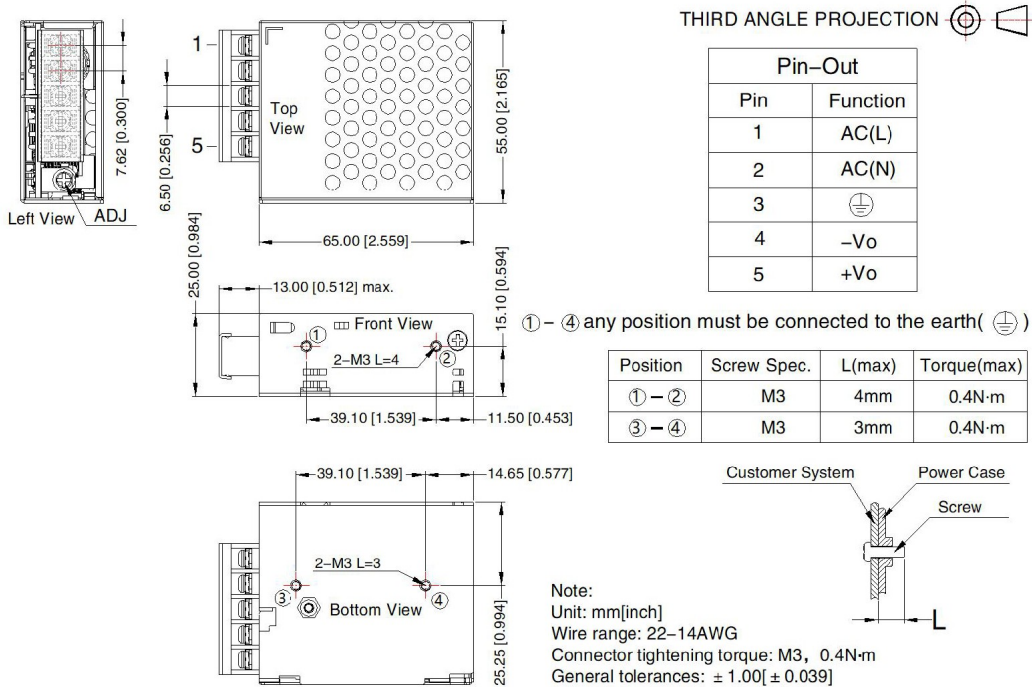 THIRD ANGLE PROJECTION
1
5
Top
View
7.62 [0.300]
6.50 [0.256]
55.00 [2.165]
Left View
ADJ
65.00 [2.559]
Pin–Out
Pin Function
1 AC(L)
2 AC(N)
3
4 –Vo
5 +Vo
25.00 [0.984]
13.00 [0.512] max.
15.10 [0.594]
Front View
①
2–M3 L=4
②
39.10 [1.539]
11.50 [0.453]
① – ④ any position must be connected to the earth( )
Position Screw Spec. L(max) Torque(max)
① – ② M3 4mm 0.4N·m
③ – ④ M3 3mm 0.4N·m
39.10 [1.539]
14.65 [0.577]
2–M3 L=3
③
Bottom View
④
25.25 [0.994]
Customer System
Power Case
Screw
L
Note:
Unit: mm[inch]
Wire range: 22–14AWG
Connector tightening torque: M3, 0.4N·m
General tolerances: ± 1.00[ ± 0.039]